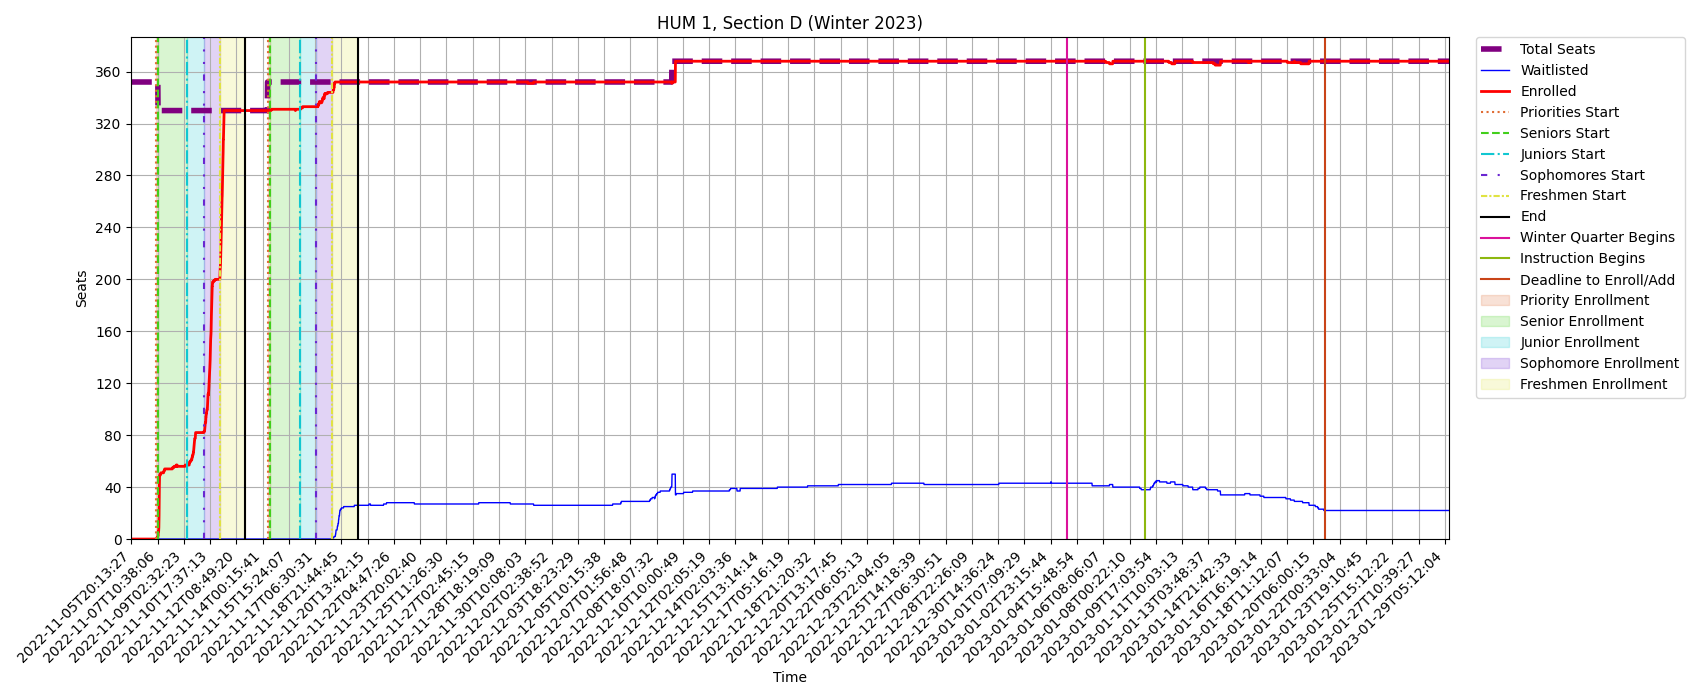 HUM 1, Section D (Winter 2023)
Seats
360
320
280
240
200
160
120
80
40
0
2022-11-05T20:13:27
2022-11-07T10:38:06
2022-11-09T02:32:23
2022-11-10T17:37:13
2022-11-12T08:49:20
2022-11-14T00:15:41
2022-11-15T15:24:07
2022-11-17T06:30:31
2022-11-18T21:44:45
2022-11-20T13:42:15
2022-11-22T04:47:26
2022-11-23T20:02:40
2022-11-25T11:26:30
2022-11-27T02:45:15
2022-11-28T18:19:09
2022-11-30T10:08:03
2022-12-02T02:38:52
2022-12-03T18:23:29
2022-12-05T10:15:38
2022-12-07T01:56:48
2022-12-08T18:07:32
2022-12-10T10:00:49
2022-12-12T02:05:19
2022-12-14T02:03:36
2022-12-15T13:14:14
2022-12-17T05:16:19
2022-12-18T21:20:32
2022-12-20T13:17:45
2022-12-22T06:05:13
2022-12-23T22:04:05
2022-12-25T14:18:39
2022-12-27T06:30:51
2022-12-28T22:26:09
2022-12-30T14:36:24
2023-01-01T07:09:29
2023-01-02T23:15:44
2023-01-04T15:48:54
2023-01-06T08:06:07
2023-01-08T00:22:10
2023-01-09T17:03:54
2023-01-11T10:03:13
2023-01-13T03:48:37
2023-01-14T21:42:33
2023-01-16T16:19:14
2023-01-18T11:12:07
2023-01-20T06:00:15
2023-01-22T00:33:04
2023-01-23T19:10:45
2023-01-25T15:12:22
2023-01-27T10:39:27
2023-01-29T05:12:04
Time
Total Seats
Waitlisted
Enrolled
Priorities Start
Seniors Start
Juniors Start
Sophomores Start
Freshmen Start
End
Winter Quarter Begins
Instruction Begins
Deadline to Enroll/Add
Priority Enrollment
Senior Enrollment
Junior Enrollment
Sophomore Enrollment
Freshmen Enrollment